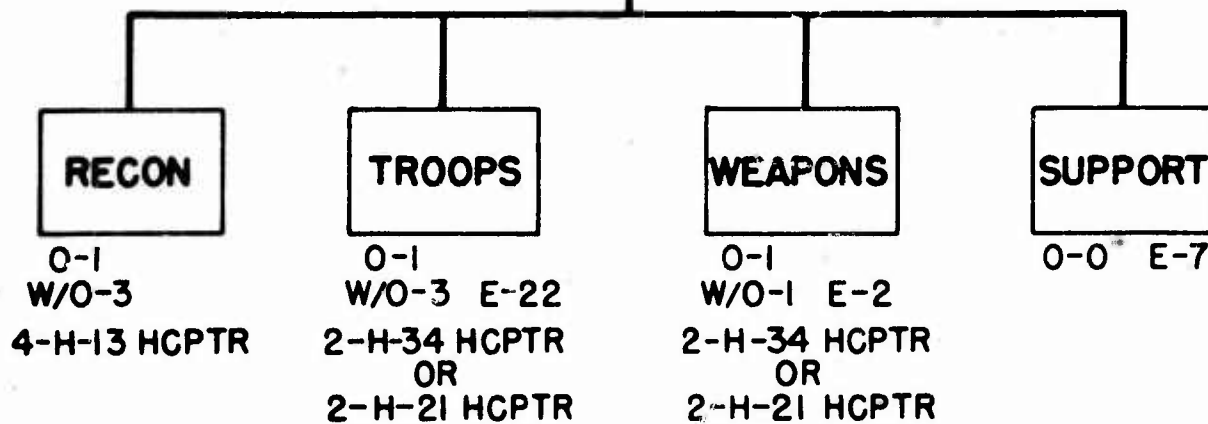 RECON
O-1
W/O-3
4-H-13 HCPTR
TROOPS
O-1
W/O-3 E-22
2-H-34 HCPTR
OR
2-H-21 HCPTR
WEAPONS
O-1
W/O-1 E-2
2-H-34 HCPTR
OR
2-H-21 HCPTR
SUPPORT
O-O E-7